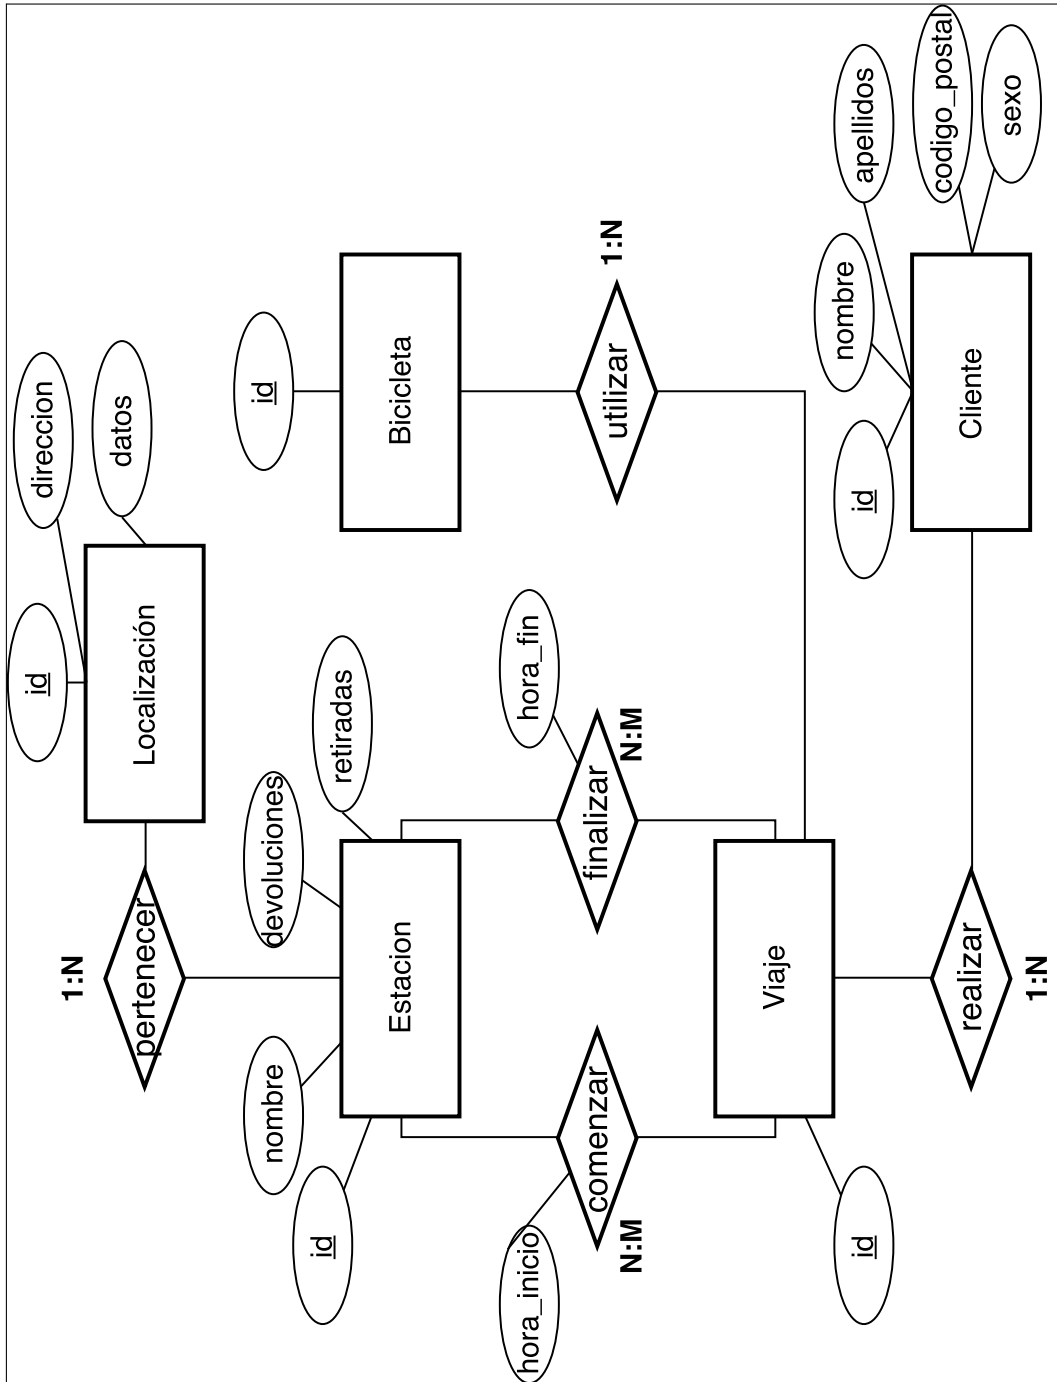 id
direccion
datos
1:N
pertenecer
Localización
nombre
devoluciones
id
id
retiradas
Estacion
Bicicleta
hora_inicio
hora_fin
comenzar
finalizar
utilizar
1:N
N:M
N:M
Viaje
nombre
id
id
apellidos
codigo_postal
realizar
Cliente
sexo
1:N